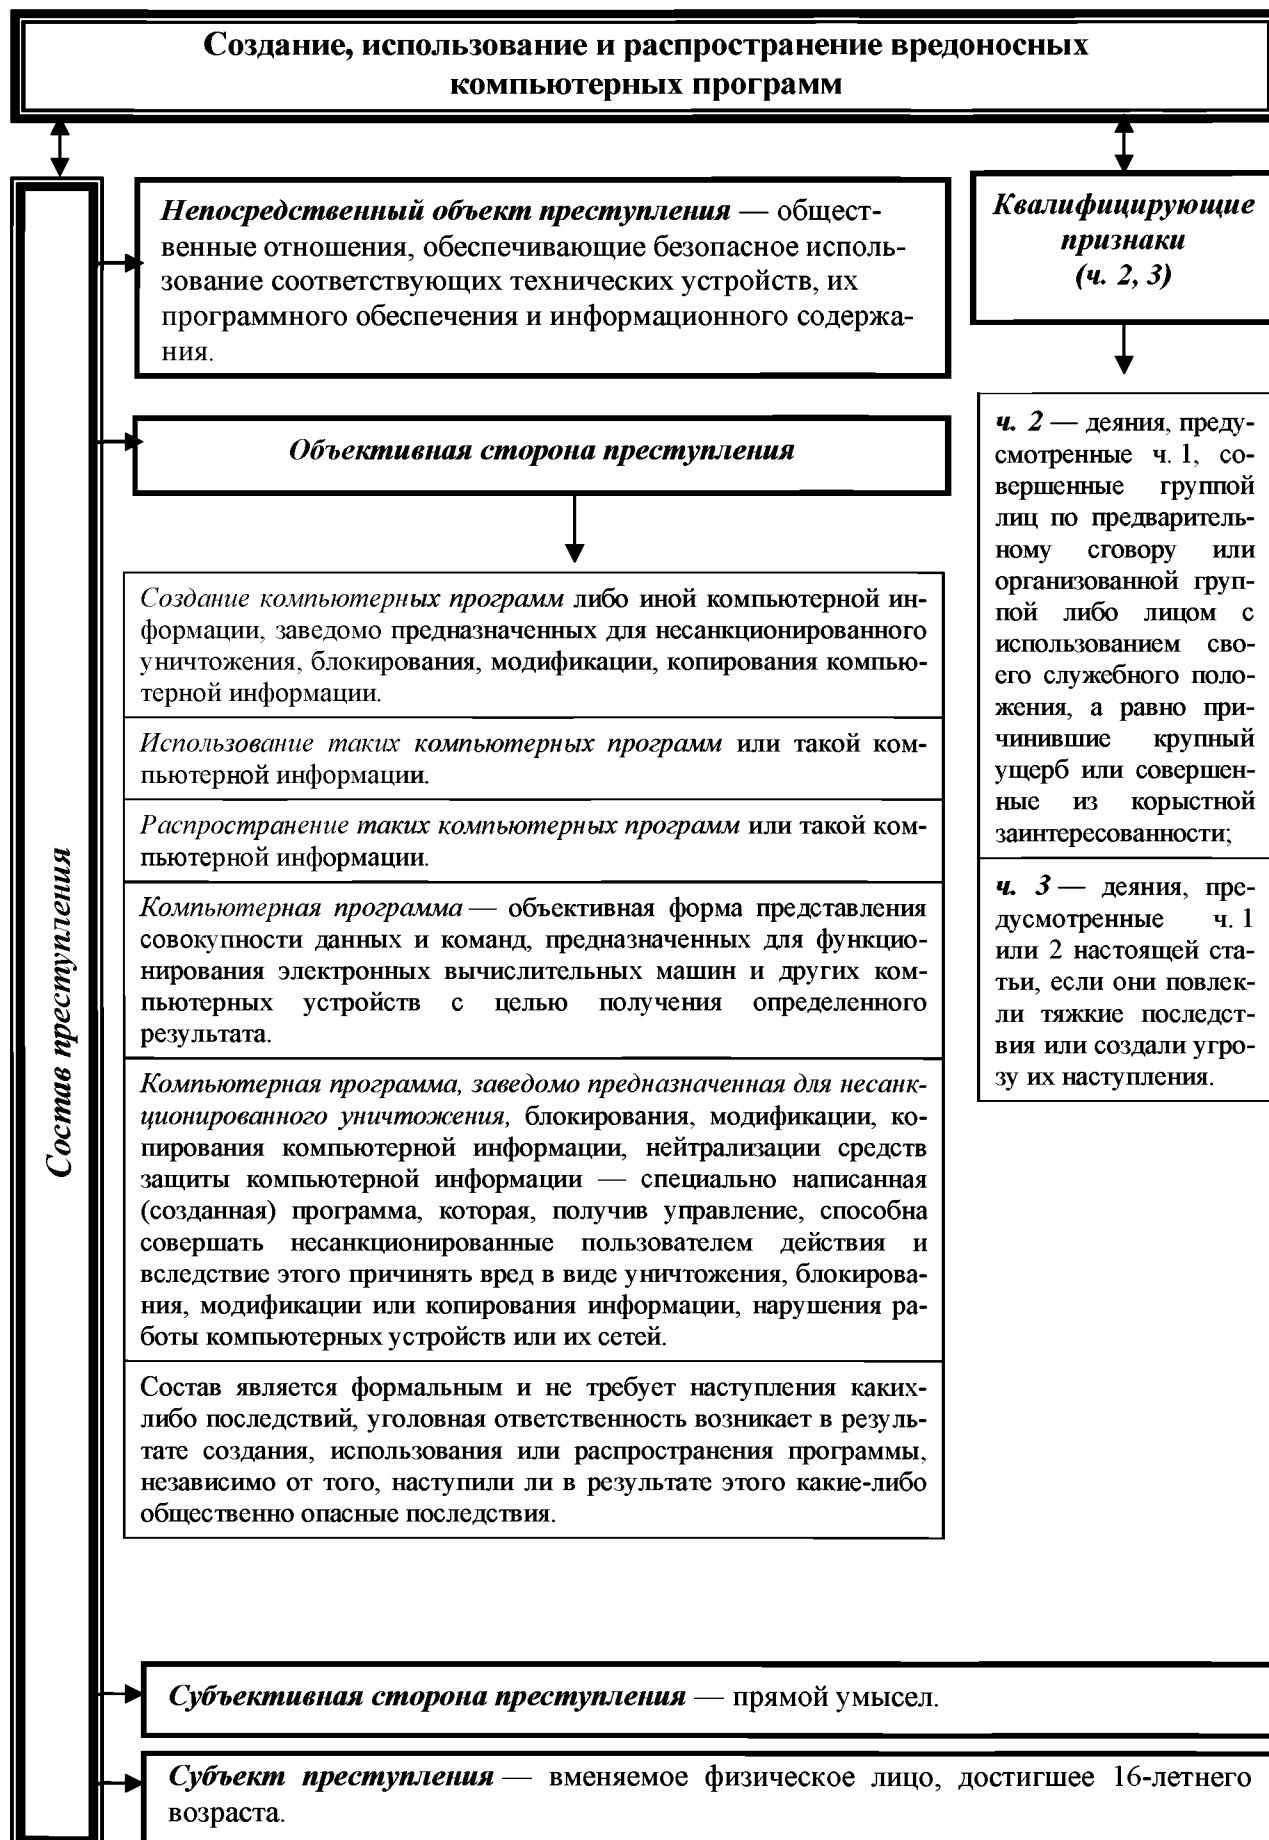 Создание, использование и распространение вредоносных
компьютерных программ
Состав преступления
Непосредственный объект преступления — общест-
венные отношения, обеспечивающие безопасное исполь-
зование соответствующих технических устройств, их
программного обеспечения и информационного содержа-
ния.
Объективная сторона преступления
Создание компьютерных программ либо иной компьютерной ин-
формации, заведомо предназначенных для несанкционированного
уничтожения, блокирования, модификации, копирования компью-
терной информации.
Использование таких компьютерных программ или такой ком-
пьютерной информации.
Распространение таких компьютерных программ или такой ком-
пьютерной информации.
Компьютерная программа — объективная форма представления
совокупности данных и команд, предназначенных для функцио-
нирования электронных вычислительных машин и других ком-
пьютерных устройств с целью получения определенного
результата.
Компьютерная программа, заведомо предназначенная для несанк-
ционированного уничтожения, блокирования, модификации, ко-
пирования компьютерной информации, нейтрализации средств
защиты компьютерной информации — специально написанная
(созданная) программа, которая, получив управление, способна
совершать несанкционированные пользователем действия и
вследствие этого причинять вред в виде уничтожения, блокирова-
ния, модификации или копирования информации, нарушения ра-
боты компьютерных устройств или их сетей.
Состав является формальным и не требует наступления каких-
либо последствий, уголовная ответственность возникает в резуль-
тате создания, использования или распространения программы,
независимо от того, наступили ли в результате этого какие-либо
общественно опасные последствия.
Квалифицирующие
признаки
(ч. 2, 3)
ч. 2 — деяния, преду-
смотренные ч. 1, со-
вершенные группой
лиц по предваритель-
ному сговору или
организованной груп-
пой либо лицом с
использованием сво-
его служебного поло-
жения, а равно при-
чинившие крупный
ущерб или совершен-
ные из корыстной
заинтересованности;
ч. 3 — деяния, пре-
дусмотренные ч. 1
или 2 настоящей ста-
тьи, если они повлек-
ли тяжкие последст-
вия или создали угро-
зу их наступления.
Субъективная сторона преступления — прямой умысел.
Субъект преступления — вменяемое физическое лицо, достигшее 16-летнего
возраста.